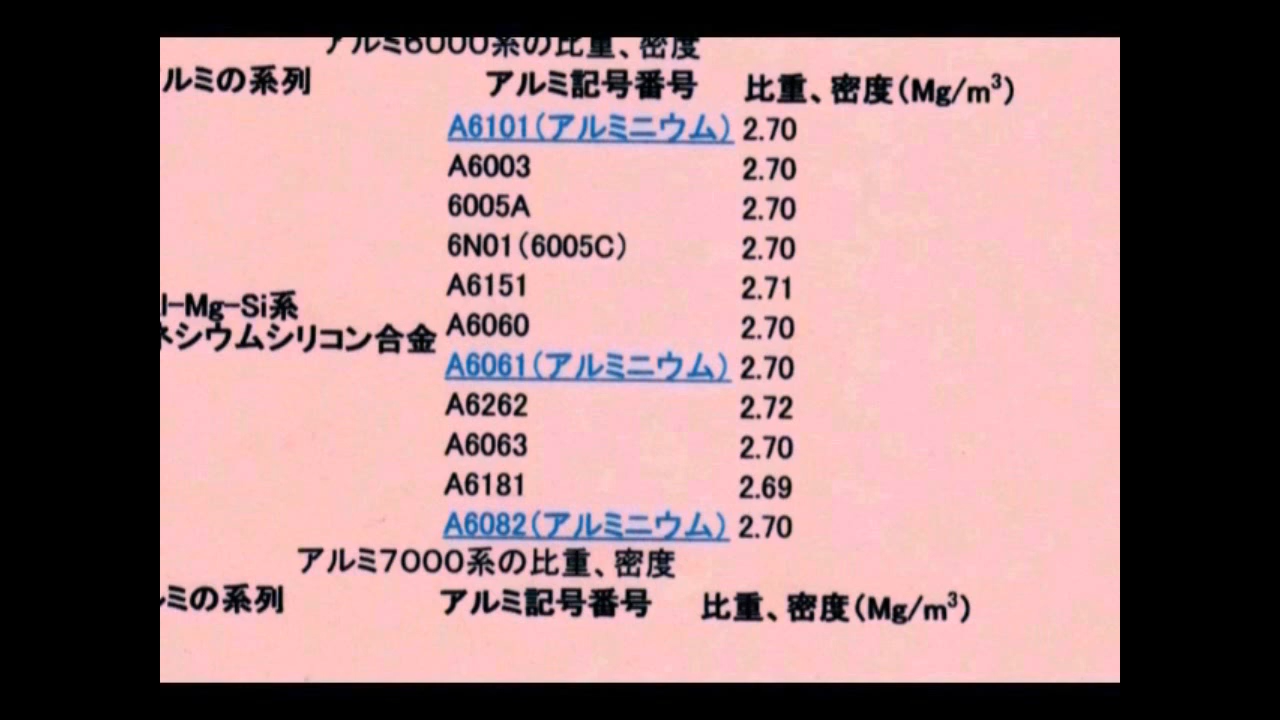 アルミ6000系の比重、密度
ルミの系列 アルミ記号番号 比重、密度(Mg/m³)
A6101(アルミニウム) 2.70
A6003 2.70
6005A 2.70
6N01(6005C) 2.70
A6151 2.71
l-Mg-Si系
ネシウムシリコン合金 A6060 2.70
A6061(アルミニウム) 2.70
A6262 2.72
A6063 2.70
A6181 2.69
A6082(アルミニウム) 2.70
アルミ7000系の比重、密度
ルミの系列 アルミ記号番号 比重、密度(Mg/m³)